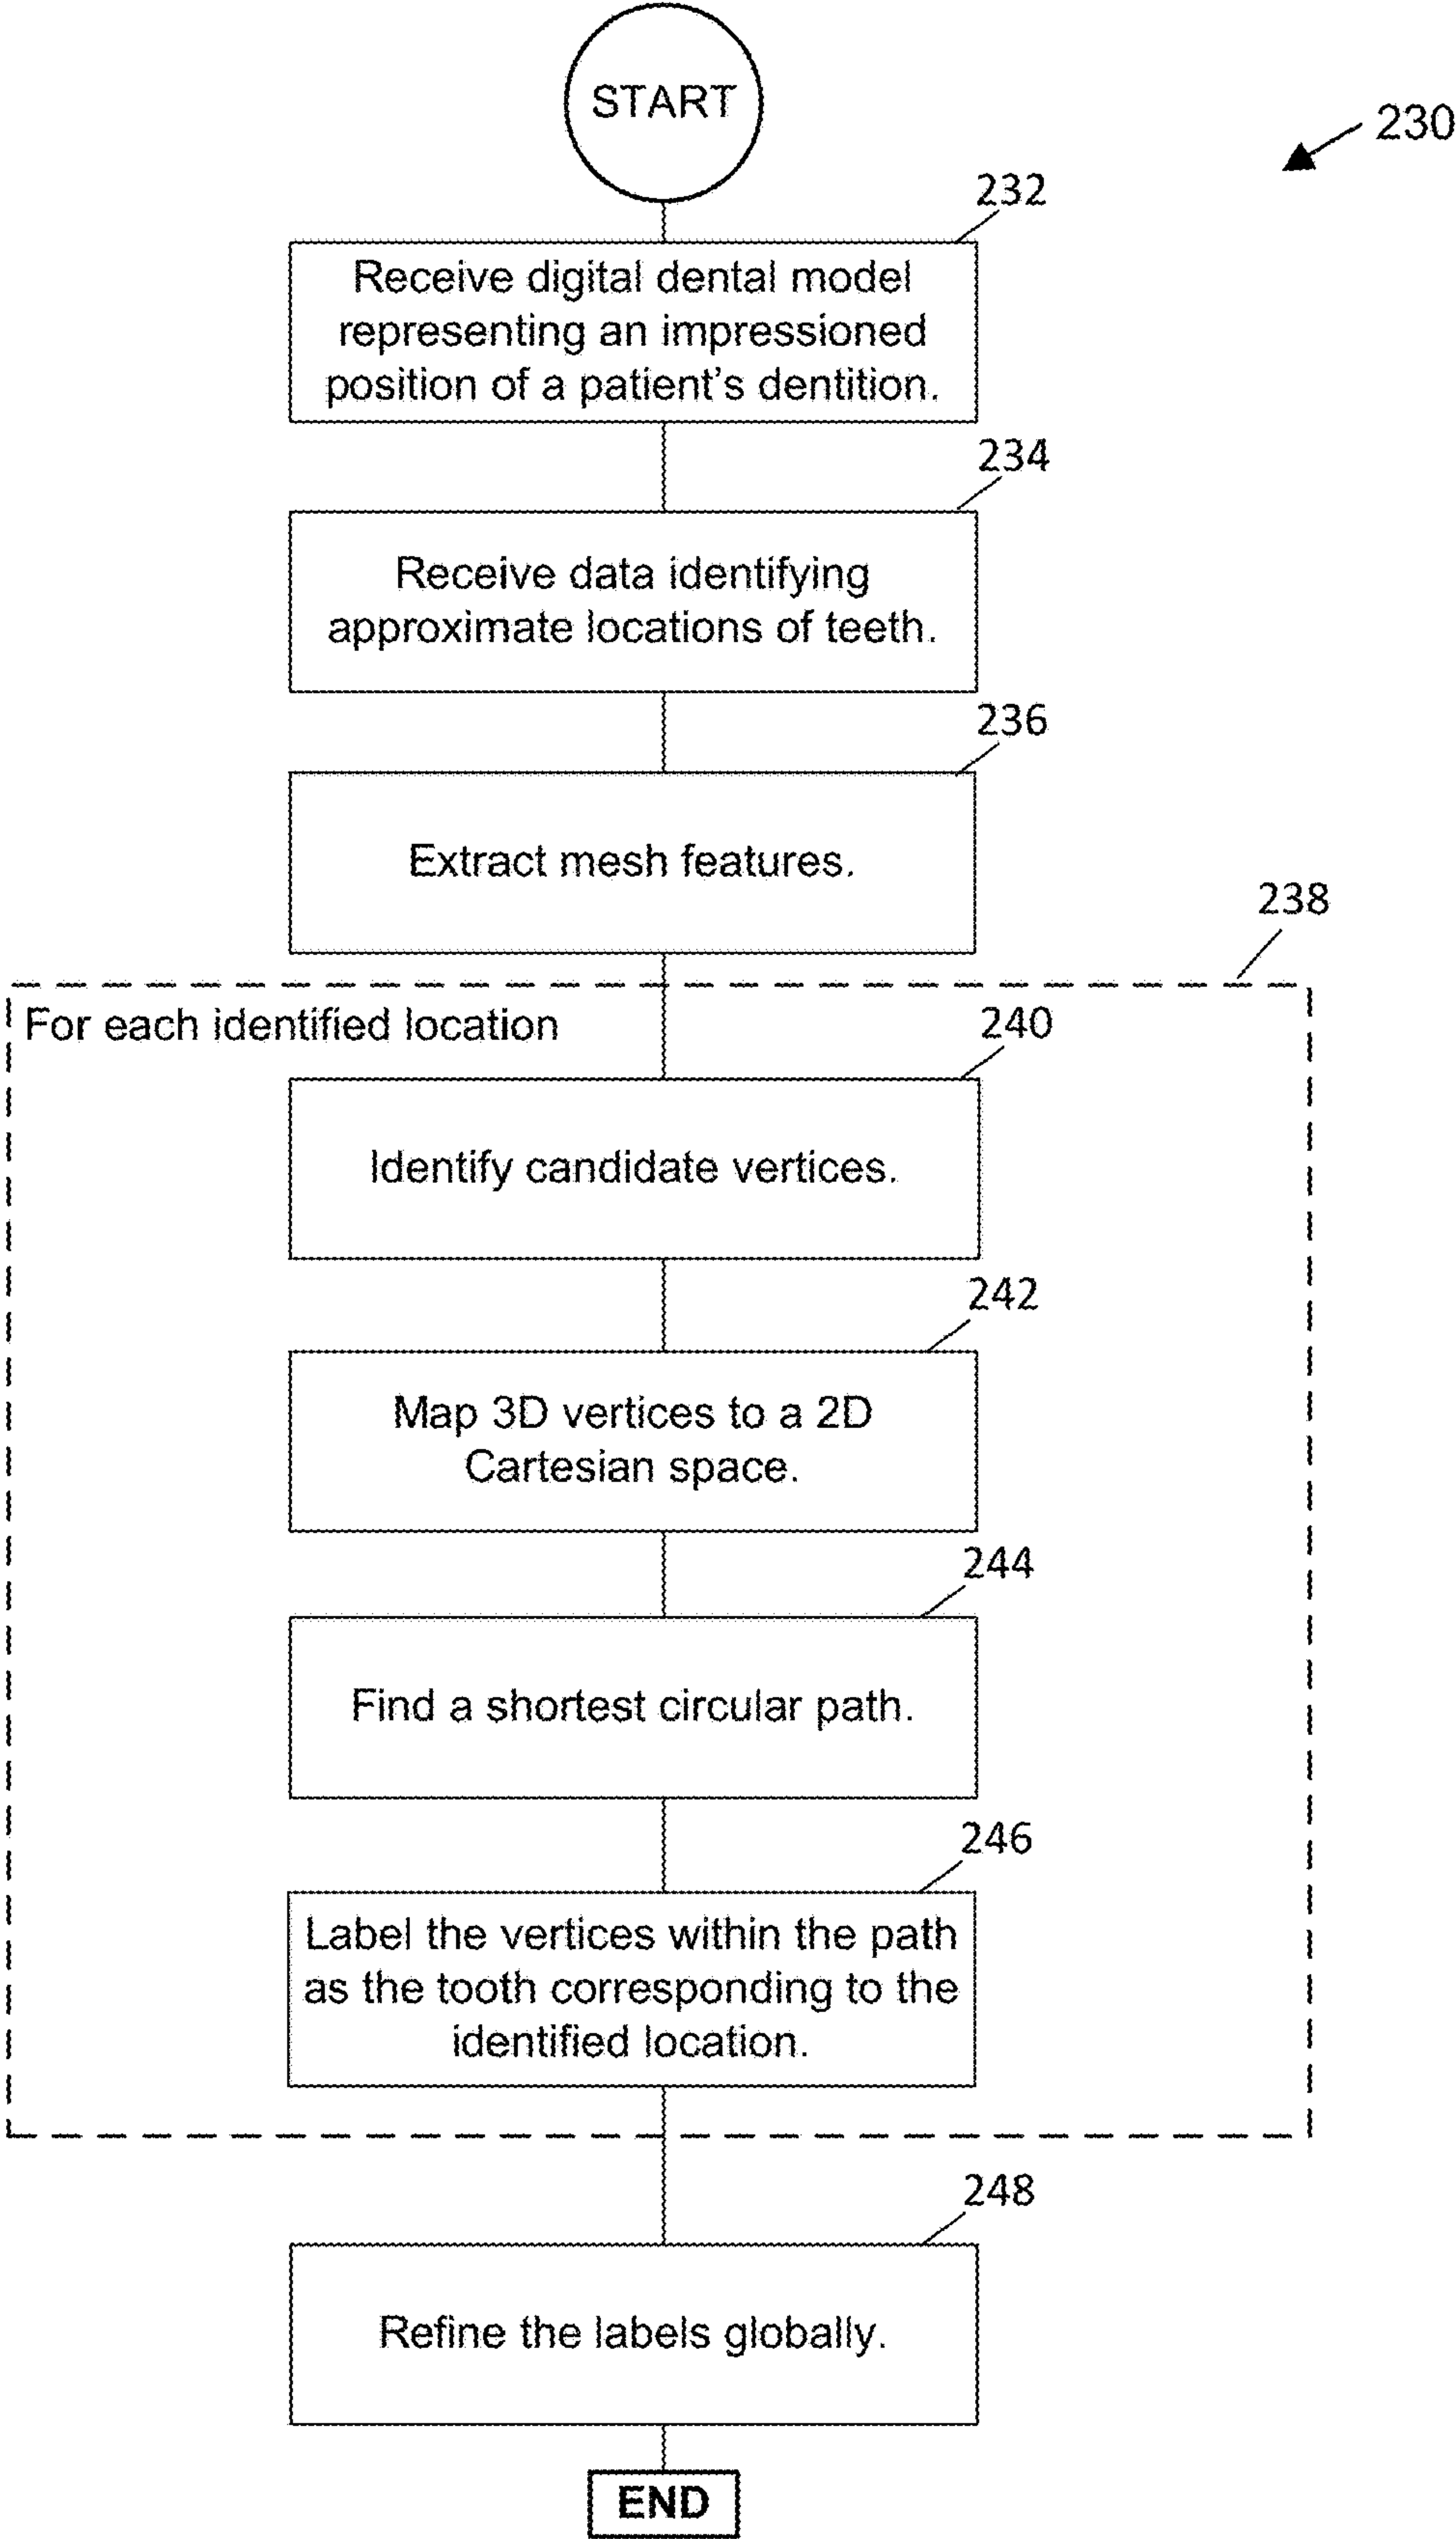 START
230
232
Receive digital dental model
representing an impressioned
position of a patient's dentition.
234
Receive data identifying
approximate locations of teeth.
236
Extract mesh features.
238
For each identified location
240
Identify candidate vertices.
242
Map 3D vertices to a 2D
Cartesian space.
244
Find a shortest circular path.
246
Label the vertices within the path
as the tooth corresponding to the
identified location.
248
Refine the labels globally.
END